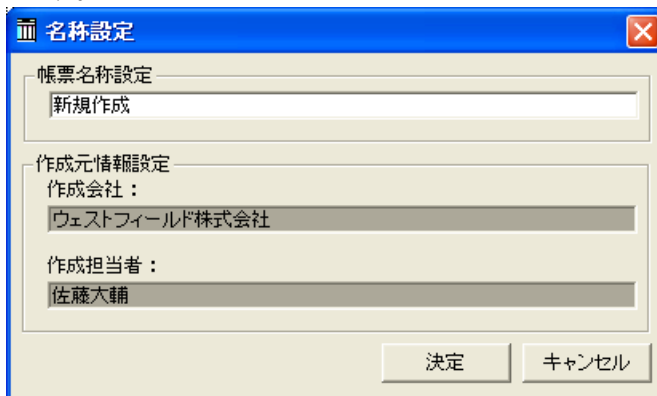 名称設定
帳票名称設定
新規作成
作成元情報設定
作成会社：
ウェストフィールド株式会社
作成担当者：
佐藤大輔
決定
キャンセル